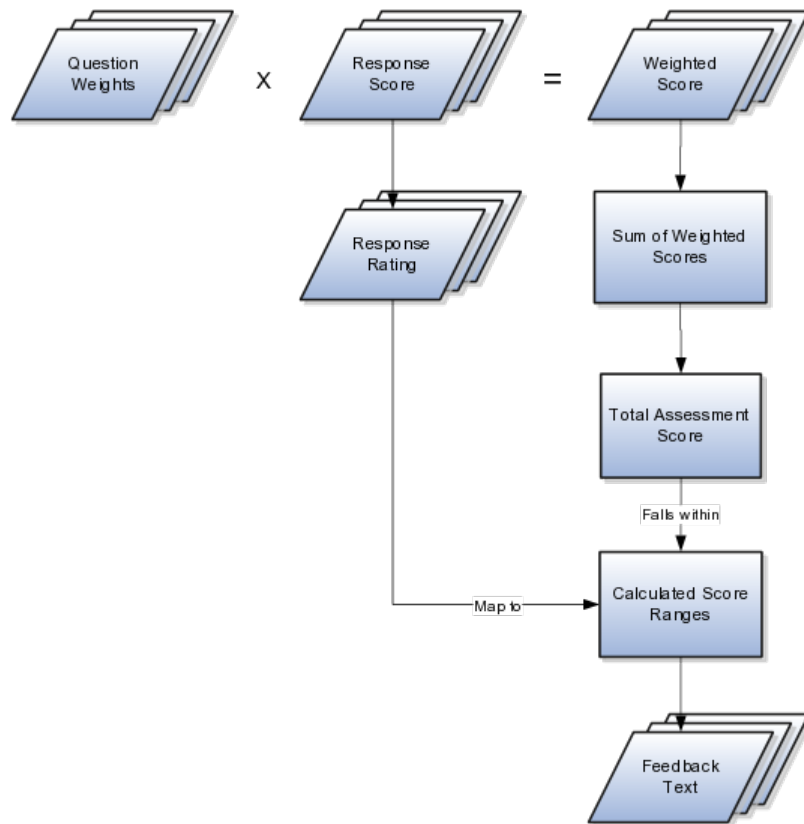 Question
Weights
x
Response
Score
=
Weighted
Score
Response
Rating
Sum of Weighted
Scores
Total Assessment
Score
Falls within
Calculated Score
Ranges
Map to
Feedback
Text